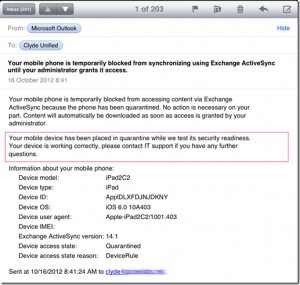 Inbox (201)
1 of 203
From: Microsoft Outlook
Hide
To: Clyde Unified
Your mobile phone is temporarily blocked from synchronizing using Exchange ActiveSync
until your administrator grants it access.
16 October 2012 8:41
Your mobile phone is temporarily blocked from accessing content via Exchange
ActiveSync because the phone has been quarantined. No action is necessary on your
part. Content will automatically be downloaded as soon as access is granted by your
administrator.
Your mobile device has been placed in quarantine while we test its security readiness.
Your device is working correctly, please contact IT support if you have any further
questions.
Information about your mobile phone:
Device model: iPad2C2
Device type: iPad
Device ID: ApplDLXFDJNJDKNY
Device OS: iOS 6.0 10A403
Device user agent: Apple-iPad2C2/1001.403
Device IMEI:
Exchange ActiveSync version: 14.1
Device access state: Quarantined
Device access state reason: DeviceRule
Sent at 10/16/2012 8:41:24 AM to clyde